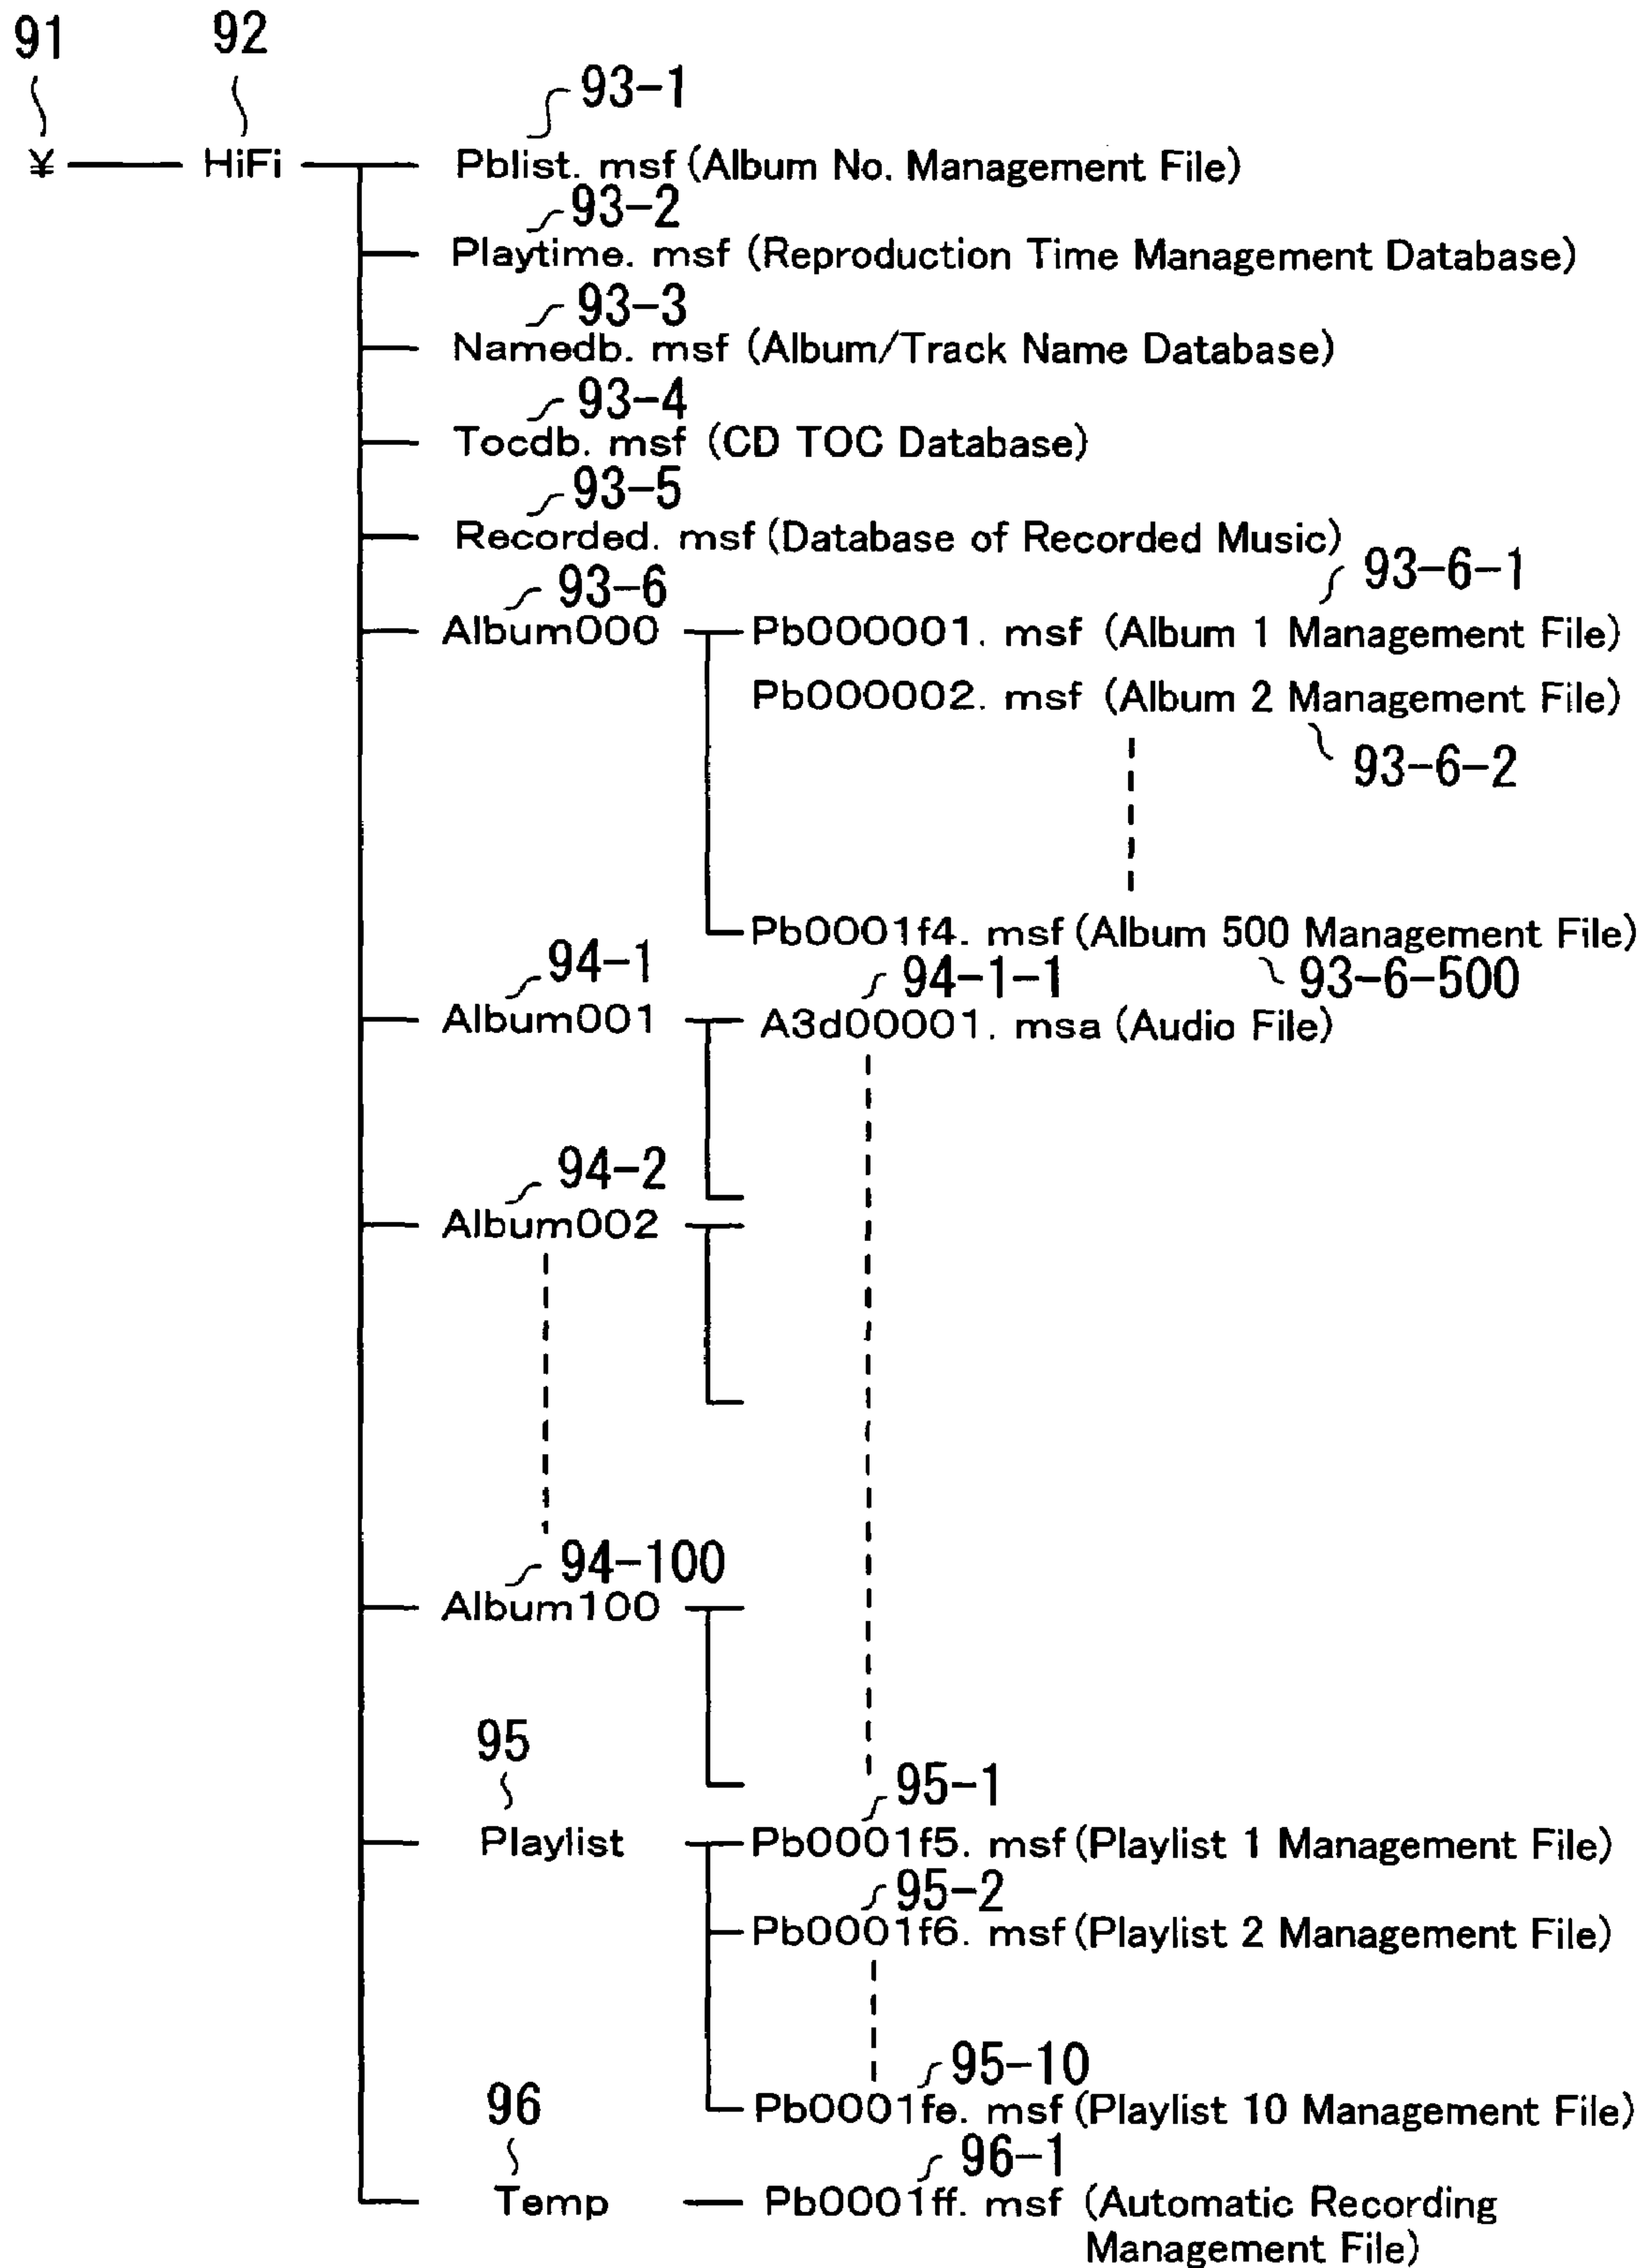 91 92
93-1
¥ HiFi Pblist. msf (Album No. Management File)
93-2
Playtime. msf (Reproduction Time Management Database)
93-3
Namedb. msf (Album/Track Name Database)
93-4
Tocdb. msf (CD TOC Database)
93-5
Recorded. msf (Database of Recorded Music)
93-6 93-6-1
Album000 Pb000001. msf (Album 1 Management File)
Pb000002. msf (Album 2 Management File)
93-6-2
Pb0001f4. msf (Album 500 Management File)
94-1 94-1-1 93-6-500
Album001 A3d00001. msa (Audio File)
94-2
Album002
94-100
Album100
95 95-1
Playlist Pb0001f5. msf (Playlist 1 Management File)
95-2
Pb0001f6. msf (Playlist 2 Management File)
95-10
Pb0001fe. msf (Playlist 10 Management File)
96 96-1
Temp Pb0001ff. msf (Automatic Recording
Management File)